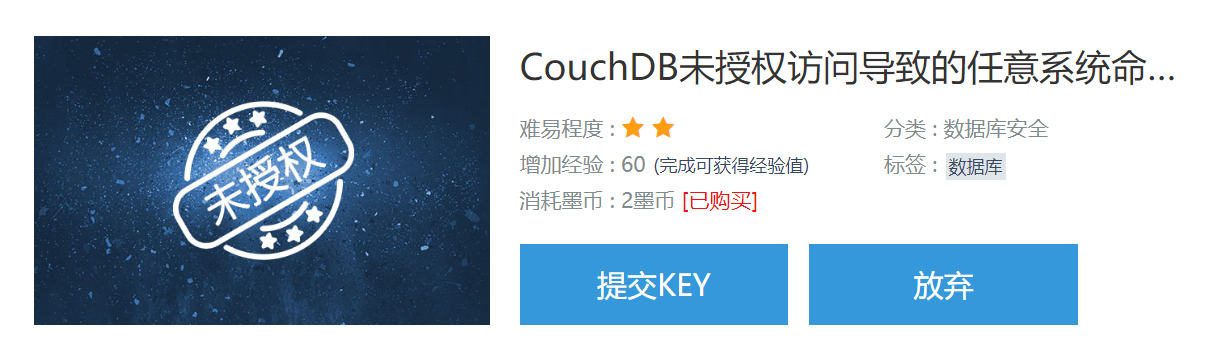 未授权
CouchDB未授权访问导致的任意系统命...
难易程度 :
分类 : 数据库安全
增加经验 : 60 (完成可获得经验值)
标签 : 数据库
消耗墨币 : 2墨币 [已购买]
提交KEY
放弃